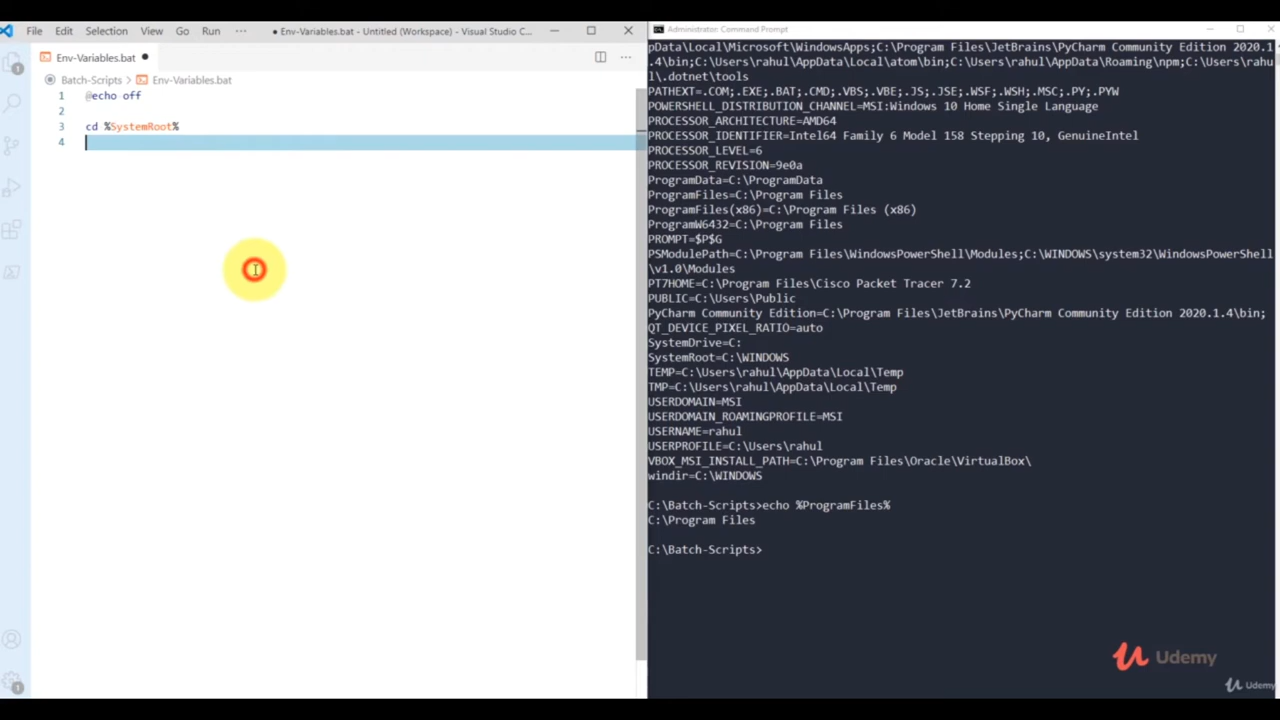 File Edit Selection View Go Run ··· ● Env-Variables.bat - Untitled (Workspace) - Visual Studio C...
Env-Variables.bat ●
Batch-Scripts > Env-Variables.bat
1 @echo off
2
3 cd %SystemRoot%
4
1
1
Administrator: Command Prompt
pData\Local\Microsoft\WindowsApps;C:\Program Files\JetBrains\PyCharm Community Edition 2020.1
.4\bin;C:\Users\rahul\AppData\Local\atom\bin;C:\Users\rahul\AppData\Roaming\npm;C:\Users\rahu
l\.dotnet\tools
PATHEXT=.COM;.EXE;.BAT;.CMD;.VBS;.VBE;.JS;.JSE;.WSF;.WSH;.MSC;.PY;.PYW
POWERSHELL_DISTRIBUTION_CHANNEL=MSI:Windows 10 Home Single Language
PROCESSOR_ARCHITECTURE=AMD64
PROCESSOR_IDENTIFIER=Intel64 Family 6 Model 158 Stepping 10, GenuineIntel
PROCESSOR_LEVEL=6
PROCESSOR_REVISION=9e0a
ProgramData=C:\ProgramData
ProgramFiles=C:\Program Files
ProgramFiles(x86)=C:\Program Files (x86)
ProgramW6432=C:\Program Files
PROMPT=$P$G
PSModulePath=C:\Program Files\WindowsPowerShell\Modules;C:\WINDOWS\system32\WindowsPowerShell
\v1.0\Modules
PT7HOME=C:\Program Files\Cisco Packet Tracer 7.2
PUBLIC=C:\Users\Public
PyCharm Community Edition=C:\Program Files\JetBrains\PyCharm Community Edition 2020.1.4\bin;
QT_DEVICE_PIXEL_RATIO=auto
SystemDrive=C:
SystemRoot=C:\WINDOWS
TEMP=C:\Users\rahul\AppData\Local\Temp
TMP=C:\Users\rahul\AppData\Local\Temp
USERDOMAIN=MSI
USERDOMAIN_ROAMINGPROFILE=MSI
USERNAME=rahul
USERPROFILE=C:\Users\rahul
VBOX_MSI_INSTALL_PATH=C:\Program Files\Oracle\VirtualBox\
windir=C:\WINDOWS
C:\Batch-Scripts>echo %ProgramFiles%
C:\Program Files
C:\Batch-Scripts>
Udemy
Udemy